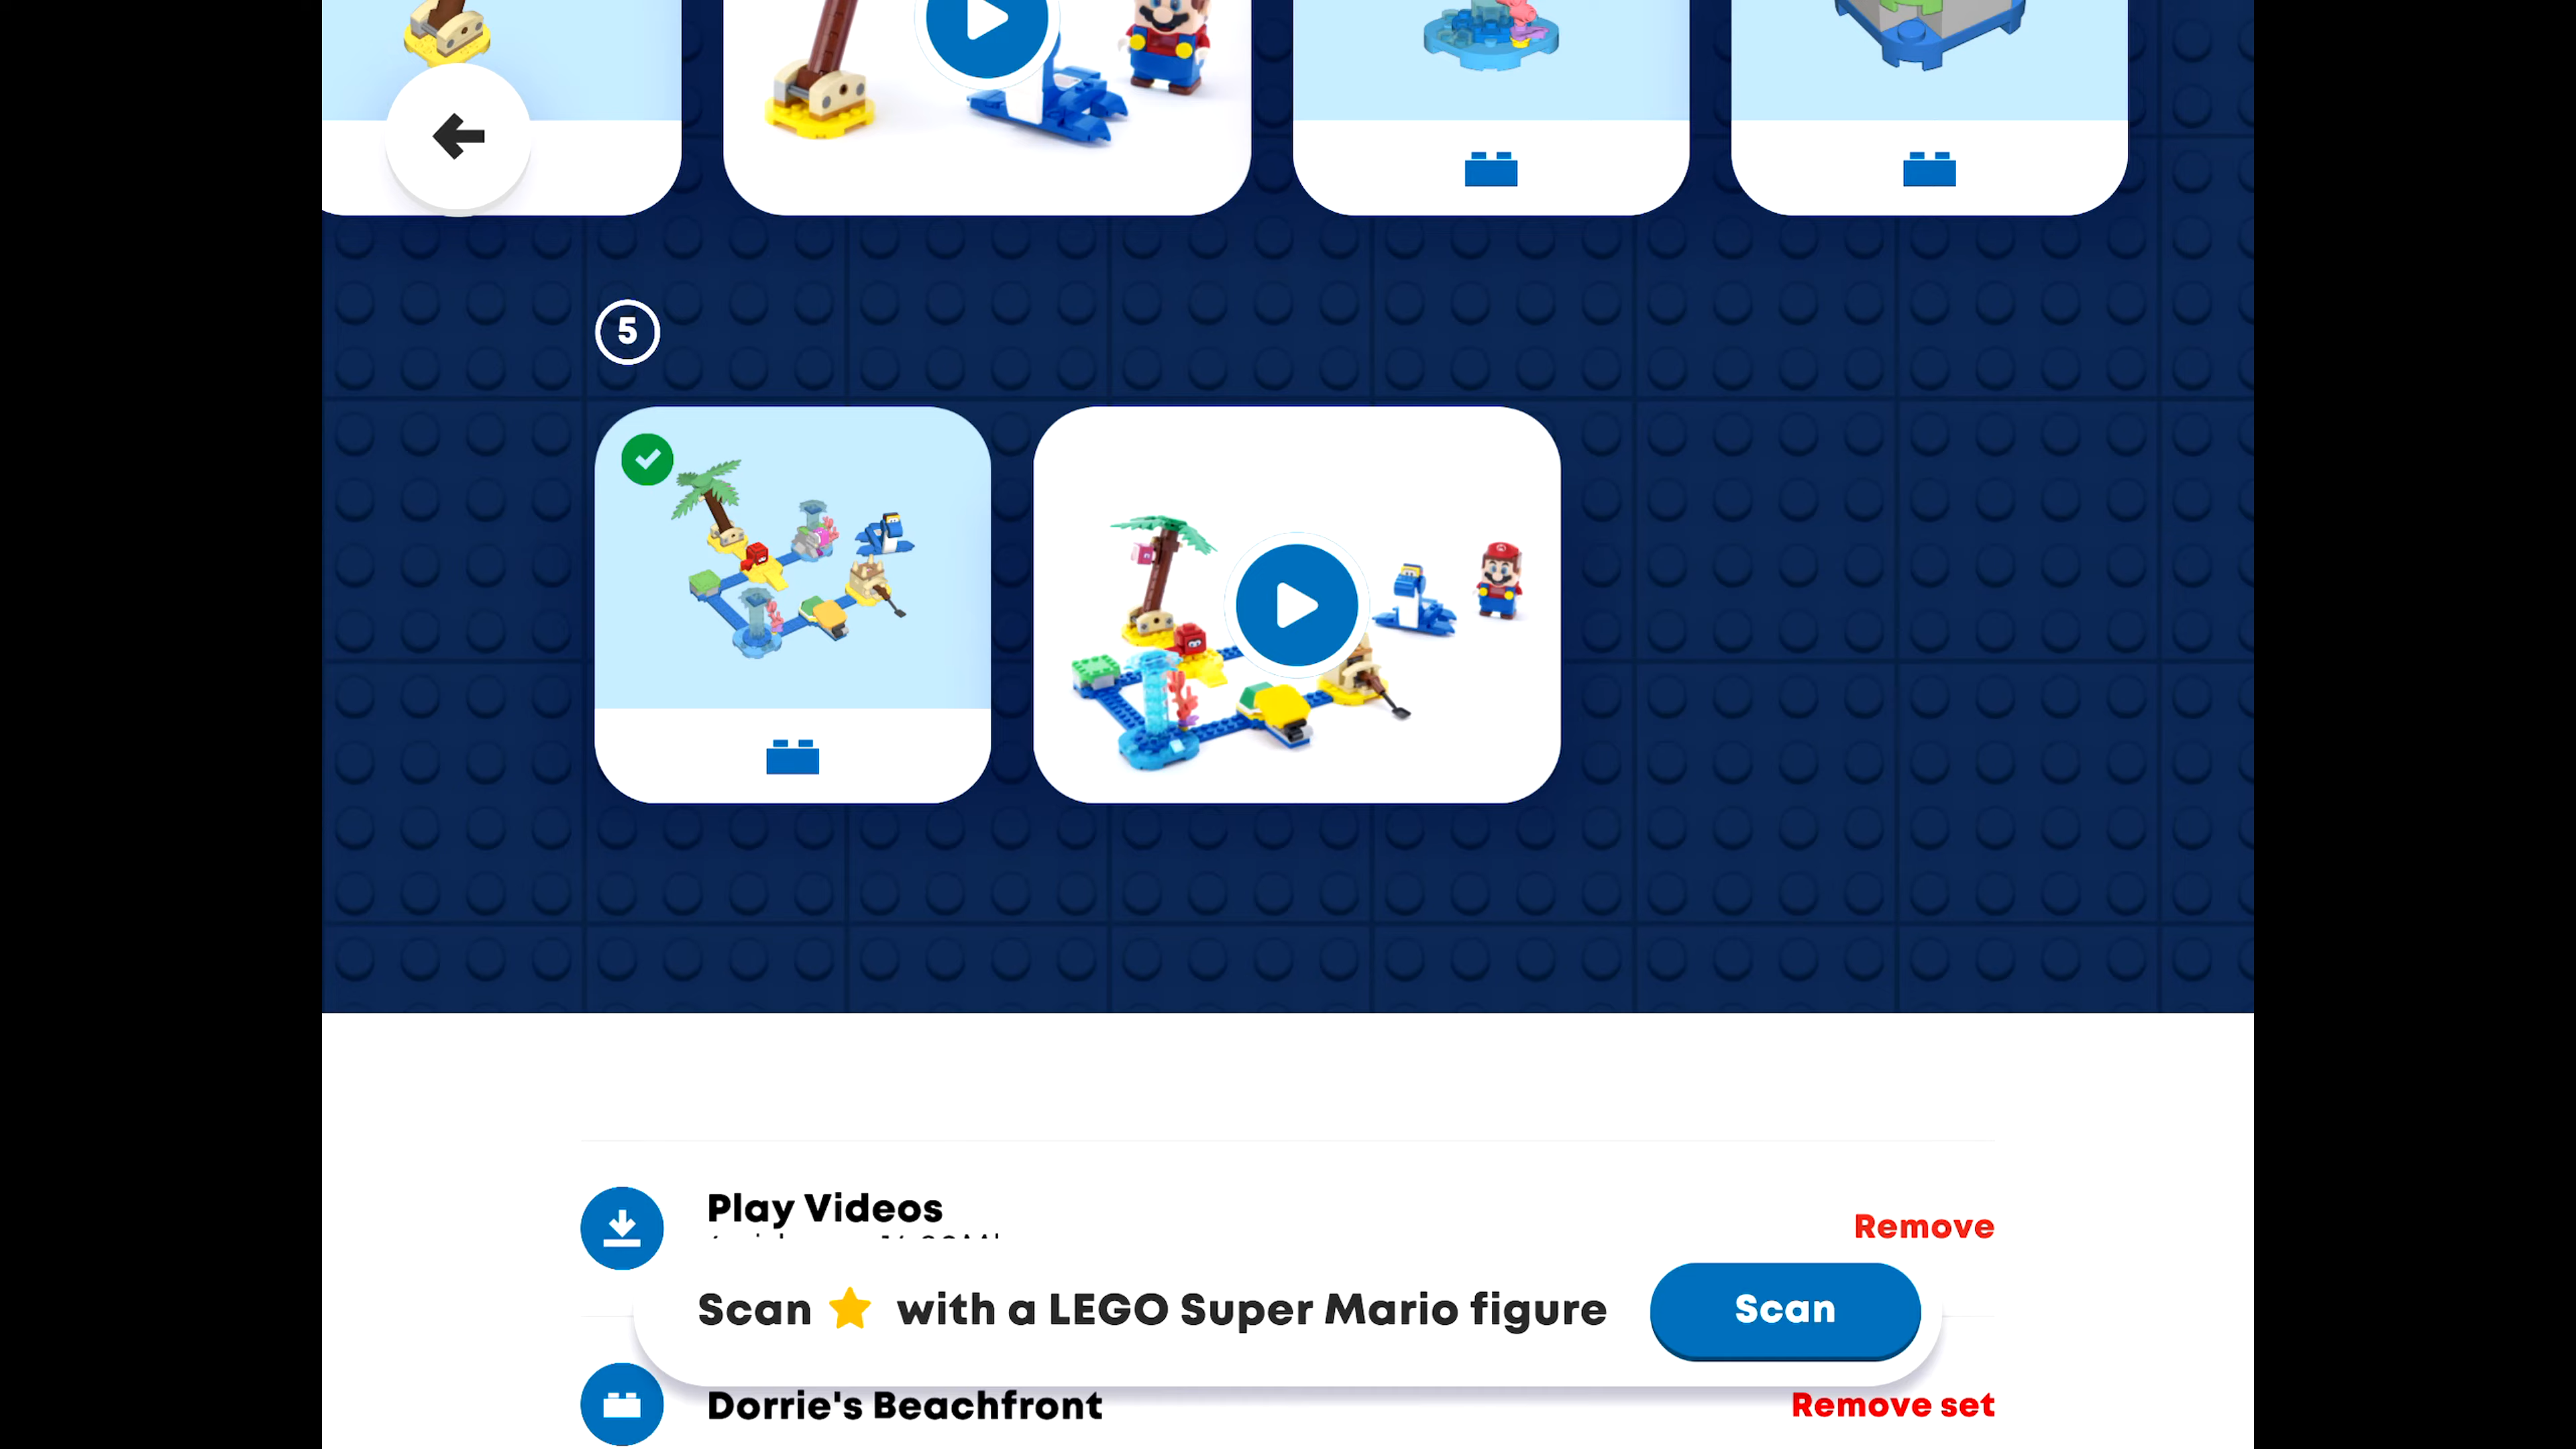 5
Play Videos
Remove
Scan with a LEGO Super Mario figure
Scan
Dorrie's Beachfront
Remove set